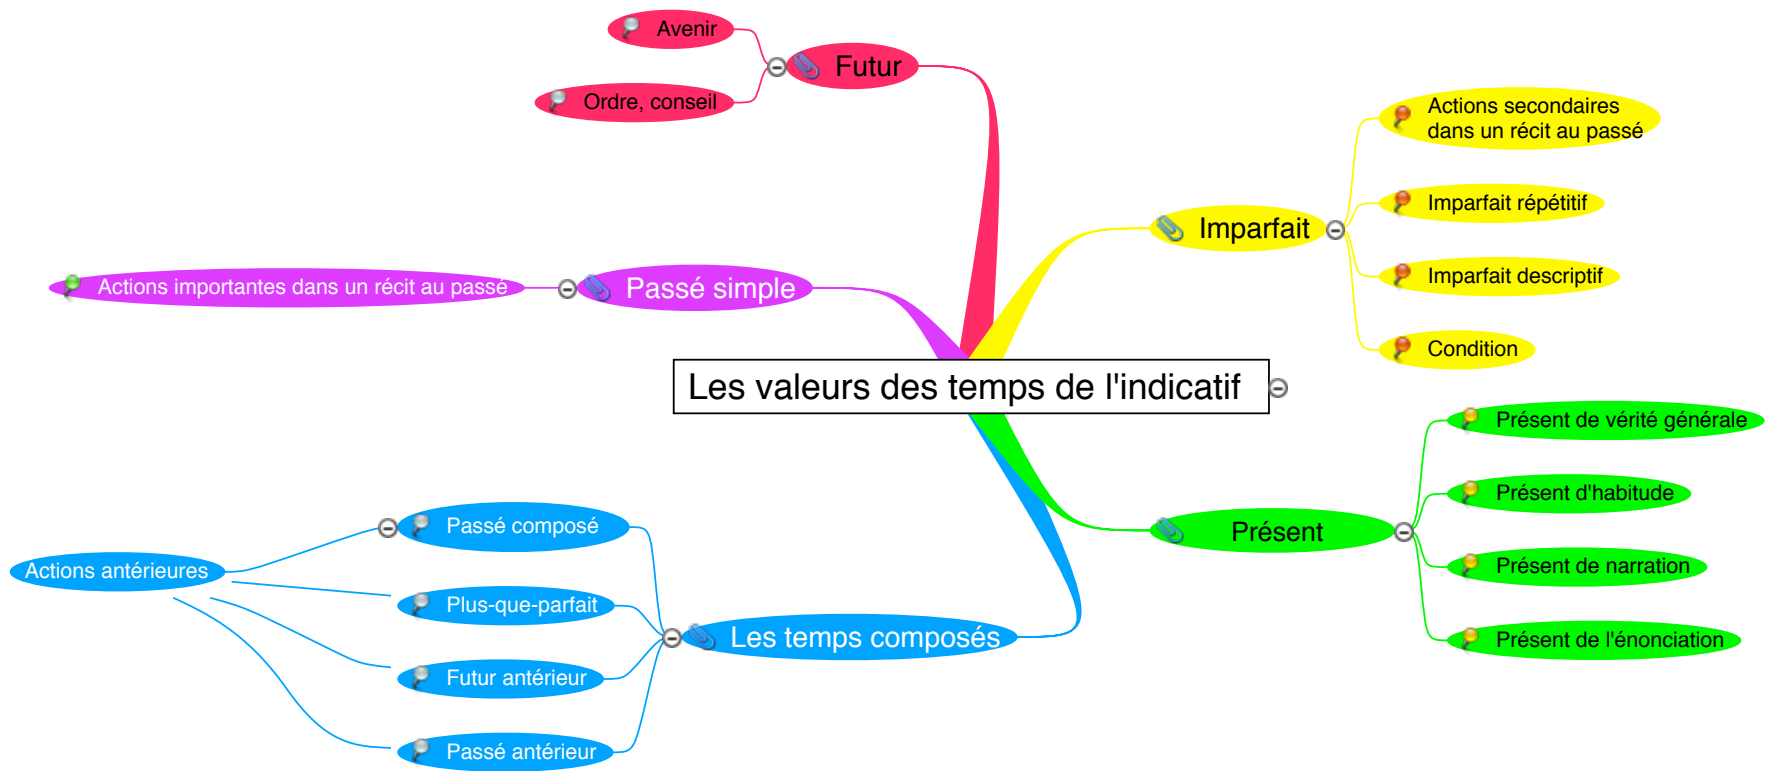 Les valeurs des temps de l'indicatif
Futur
Avenir
Ordre, conseil
Imparfait
Actions secondaires
dans un récit au passé
Imparfait répétitif
Imparfait descriptif
Condition
Passé simple
Actions importantes dans un récit au passé
Présent
Présent de vérité générale
Présent d'habitude
Présent de narration
Présent de l'énonciation
Les temps composés
Passé composé
Plus-que-parfait
Futur antérieur
Passé antérieur
Actions antérieures